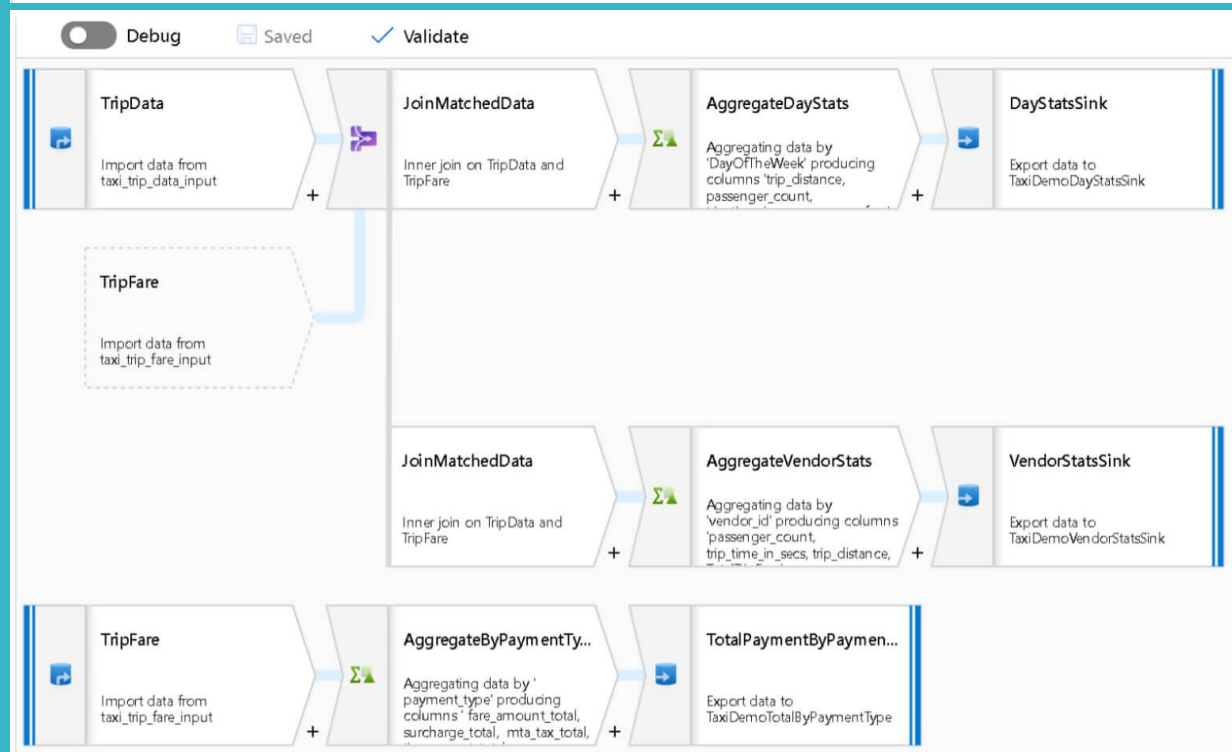 Debug
Saved
Validate
TripData
Import data from
taxi_trip_data_input
+
JoinMatchedData
Inner join on TripData and
TripFare
+
AggregateDayStats
Aggregating data by
'DayOfTheWeek' producing
columns 'trip_distance,
passenger_count,
+
DayStatsSink
Export data to
TaxiDemoDayStatsSink
TripFare
Import data from
taxi_trip_fare_input
JoinMatchedData
Inner join on TripData and
TripFare
+
AggregateVendorStats
Aggregating data by
'vendor_id' producing columns
'passenger_count,
trip_time_in_secs, trip_distance,
+
VendorStatsSink
Export data to
TaxiDemoVendorStatsSink
TripFare
Import data from
taxi_trip_fare_input
+
AggregateByPaymentTy...
Aggregating data by '
payment_type' producing
columns ' fare_amount_total,
surcharge_total, mta_tax_total,
+
TotalPaymentByPaymen...
Export data to
TaxiDemoTotalByPaymentType